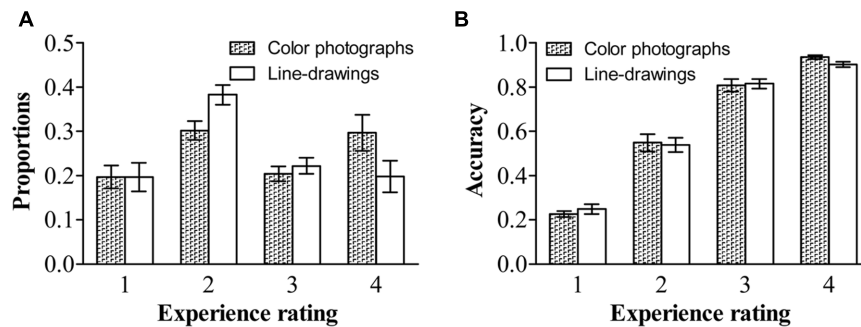 A
Proportions
0.5
0.4
0.3
0.2
0.1
0.0
Color photographs
Line-drawings
1 2 3 4
Experience rating
B
Accuracy
1.0
0.8
0.6
0.4
0.2
0.0
Color photographs
Line-drawings
1 2 3 4
Experience rating